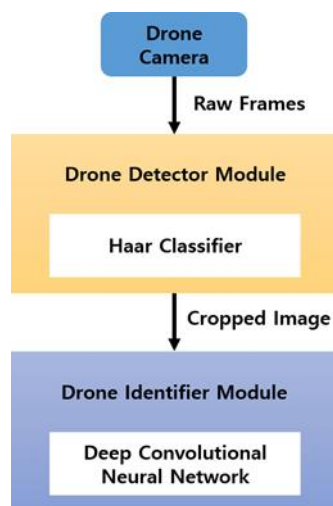 Drone
Camera
Raw Frames
Drone Detector Module
Haar Classifier
Cropped Image
Drone Identifier Module
Deep Convolutional
Neural Network